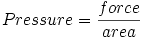 Pressure = force / area